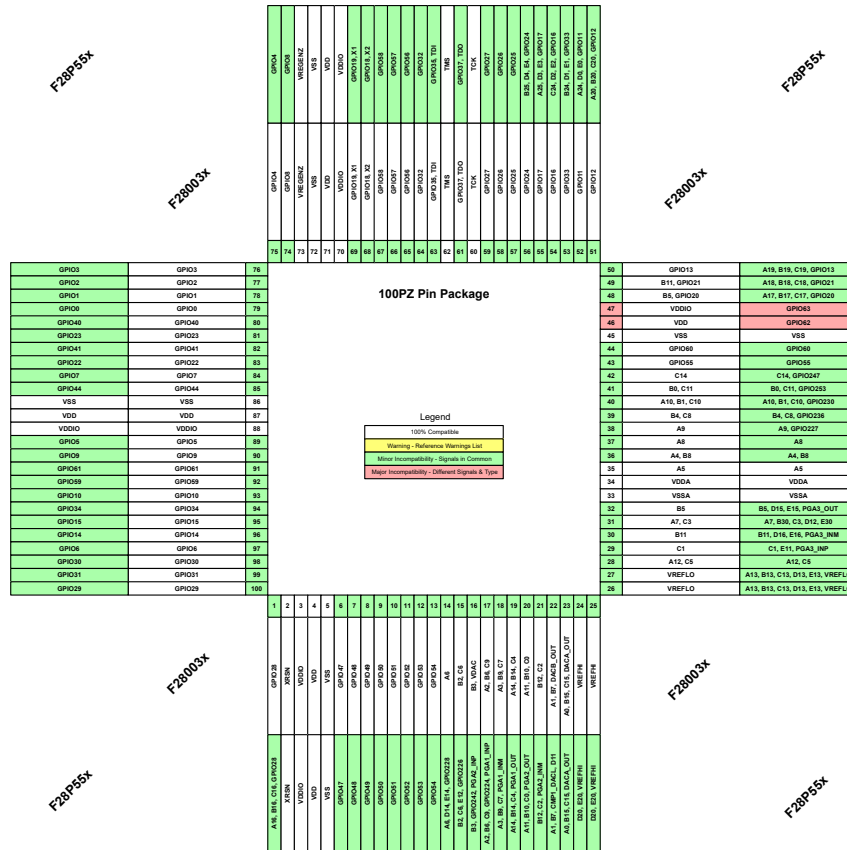 F28P55x
F28P55x
F28003x
F28003x
GPIO4
GPIO8
VREGENZ
VSS
VDD
VDDIO
GPIO19, X1
GPIO18, X2
GPIO58
GPIO57
GPIO56
GPIO32
GPIO35, TDI
TMS
GPIO37, TDO
TCK
GPIO27
GPIO26
GPIO25
B25, D4, E4, GPIO24
A25, D3, E3, GPIO17
C24, D2, E2, GPIO16
B24, D1, E1, GPIO33
A24, D0, E0, GPIO11
A20, B20, C20, GPIO12
GPIO4
GPIO8
VREGENZ
VSS
VDD
VDDIO
GPIO19, X1
GPIO18, X2
GPIO58
GPIO57
GPIO56
GPIO32
GPIO35, TDI
TMS
GPIO37, TDO
TCK
GPIO27
GPIO26
GPIO25
GPIO24
GPIO17
GPIO16
GPIO33
GPIO11
GPIO12
75 74 73 72 71 70 69 68 67 66 65 64 63 62 61 60 59 58 57 56 55 54 53 52 51
GPIO3 GPIO3 76
GPIO2 GPIO2 77
GPIO1 GPIO1 78
GPIO0 GPIO0 79
GPIO40 GPIO40 80
GPIO23 GPIO23 81
GPIO41 GPIO41 82
GPIO22 GPIO22 83
GPIO7 GPIO7 84
GPIO44 GPIO44 85
VSS VSS 86
VDD VDD 87
VDDIO VDDIO 88
GPIO5 GPIO5 89
GPIO9 GPIO9 90
GPIO61 GPIO61 91
GPIO59 GPIO59 92
GPIO10 GPIO10 93
GPIO34 GPIO34 94
GPIO15 GPIO15 95
GPIO14 GPIO14 96
GPIO6 GPIO6 97
GPIO30 GPIO30 98
GPIO31 GPIO31 99
GPIO29 GPIO29 100
100PZ Pin Package
Legend
100% Compatible
Warning - Reference Warnings List
Minor Incompatibility - Signals in Common
Major Incompatibility - Different Signals & Type
50 GPIO13 A19, B19, C19, GPIO13
49 B11, GPIO21 A18, B18, C18, GPIO21
48 B5, GPIO20 A17, B17, C17, GPIO20
47 VDDIO GPIO63
46 VDD GPIO62
45 VSS VSS
44 GPIO60 GPIO60
43 GPIO55 GPIO55
42 C14 C14, GPIO247
41 B0, C11 B0, C11, GPIO253
40 A10, B1, C10 A10, B1, C10, GPIO230
39 B4, C8 B4, C8, GPIO236
38 A9 A9, GPIO227
37 A8 A8
36 A4, B8 A4, B8
35 A5 A5
34 VDDA VDDA
33 VSSA VSSA
32 B5 B5, D15, E15, PGA3_OUT
31 A7, C3 A7, B30, C3, D12, E30
30 B11 B11, D16, E16, PGA3_INM
29 C1 C1, E11, PGA3_INP
28 A12, C5 A12, C5
27 VREFLO A13, B13, C13, D13, E13, VREFLO
26 VREFLO A13, B13, C13, D13, E13, VREFLO
1 2 3 4 5 6 7 8 9 10 11 12 13 14 15 16 17 18 19 20 21 22 23 24 25
GPIO28
XRSN
VDDIO
VDD
VSS
GPIO47
GPIO48
GPIO49
GPIO50
GPIO51
GPIO52
GPIO53
GPIO54
A6
B2, C6
B3, VDAC
A2, B6, C9
A3, B9, C7
A14, B14, C4
A11, B10, C0
B12, C2
A1, B7, DACB_OUT
A0, B15, C15, DACA_OUT
VREFHI
VREFHI
A16, B16, C16, GPIO28
XRSN
VDDIO
VDD
VSS
GPIO47
GPIO48
GPIO49
GPIO50
GPIO51
GPIO52
GPIO53
GPIO54
A6, D14, E14, GPIO228
B2, C6, E12, GPIO226
B3, GPIO242, PGA2_INP
A2, B6, C9, GPIO224, PGA1_INP
A3, B9, C7, PGA1_INM
A14, B14, C4, PGA1_OUT
A11, B10, C0, PGA2_OUT
B12, C2, PGA2_INM
A1, B7, CMP1_DACL, D11
A0, B15, C15, DACA_OUT
D20, E20, VREFHI
D20, E20, VREFHI
F28003x
F28003x
F28P55x
F28P55x